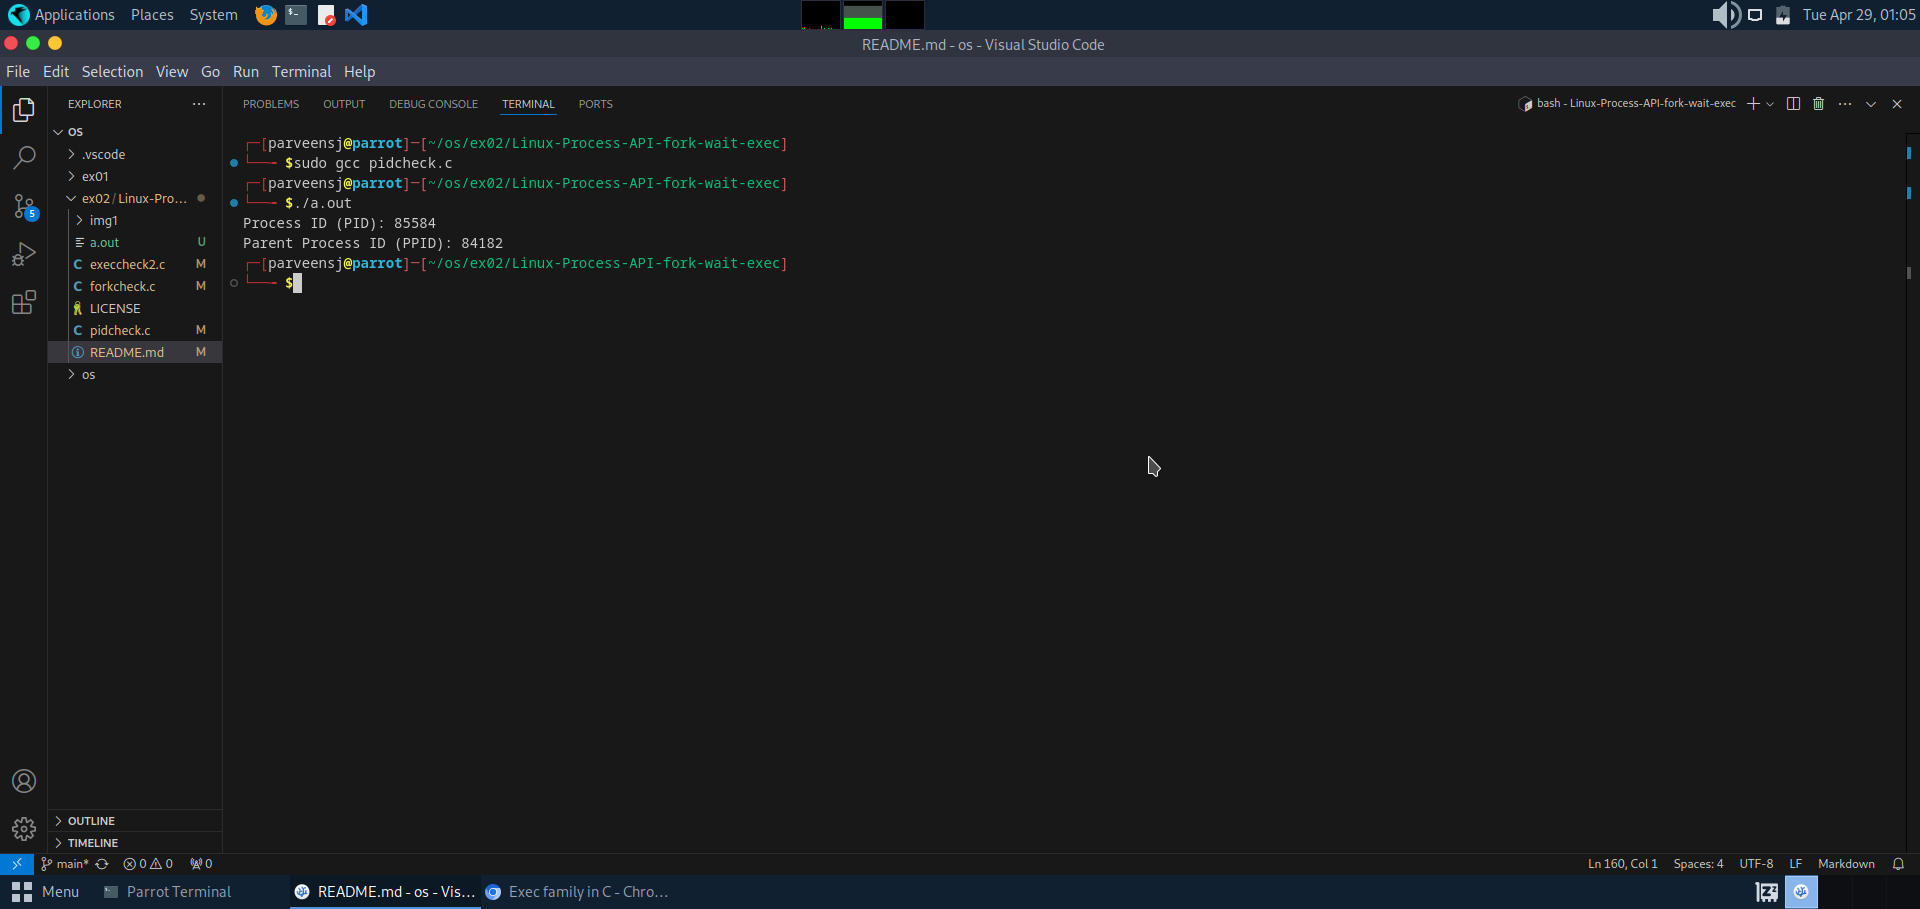 Applications Places System Tue Apr 29, 01:05
README.md - os - Visual Studio Code
File Edit Selection View Go Run Terminal Help
EXPLORER ···
OS
.vscode
ex01
ex02 / Linux-Pro...
img1
a.out U
execcheck2.c M
forkcheck.c M
LICENSE
pidcheck.c M
README.md M
os
OUTLINE
TIMELINE
5
PROBLEMS OUTPUT DEBUG CONSOLE TERMINAL PORTS bash - Linux-Process-API-fork-wait-exec
┌─[parveensj@parrot]─[~/os/ex02/Linux-Process-API-fork-wait-exec]
└──╼ $sudo gcc pidcheck.c
┌─[parveensj@parrot]─[~/os/ex02/Linux-Process-API-fork-wait-exec]
└──╼ $./a.out
Process ID (PID): 85584
Parent Process ID (PPID): 84182
┌─[parveensj@parrot]─[~/os/ex02/Linux-Process-API-fork-wait-exec]
└──╼ $
main* 0 0 0 Ln 160, Col 1 Spaces: 4 UTF-8 LF Markdown
Menu Parrot Terminal README.md - os - Vis... Exec family in C - Chro...